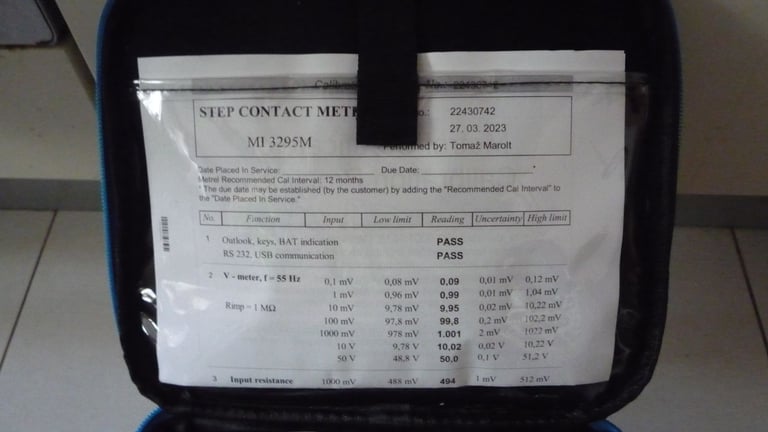 STEP CONTACT MET
o.: 22430742
27. 03. 2023
MI 3295M
Performed by: Tomaž Marolt
Date Placed In Service: Due Date: *
Metrel Recommended Cal Interval: 12 months
* The due date may be established (by the customer) by adding the "Recommended Cal Interval" to
the "Date Placed In Service."
No. Function Input Low limit Reading Uncertainty High limit
1 Outlook, keys, BAT indication PASS
RS 232, USB communication PASS
2 V - meter, f = 55 Hz 0,1 mV 0,08 mV 0,09 0,01 mV 0,12 mV
1 mV 0,96 mV 0,99 0,01 mV 1,04 mV
Rimp = 1 MΩ 10 mV 9,78 mV 9,95 0,02 mV 10,22 mV
100 mV 97,8 mV 99,8 0,2 mV 102,2 mV
1000 mV 978 mV 1.001 2 mV 1022 mV
10 V 9,78 V 10,02 0,02 V 10,22 V
50 V 48,8 V 50,0 0,1 V 51,2 V
3 Input resistance 1000 mV 488 mV 494 1 mV 512 mV